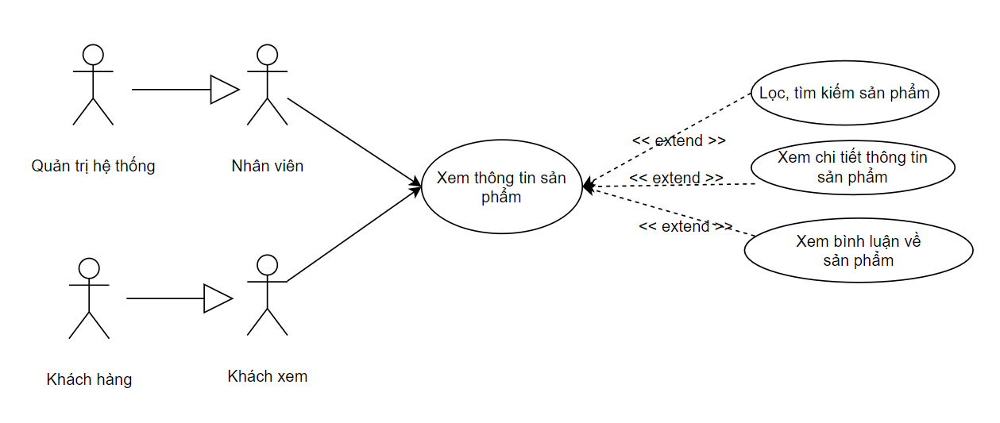 Quản trị hệ thống
Nhân viên
Khách hàng
Khách xem
Xem thông tin sản
phẩm
<< extend >>
<< extend >>
<< extend >>
Lọc, tìm kiếm sản phẩm
Xem chi tiết thông tin
sản phẩm
Xem bình luận về
sản phẩm